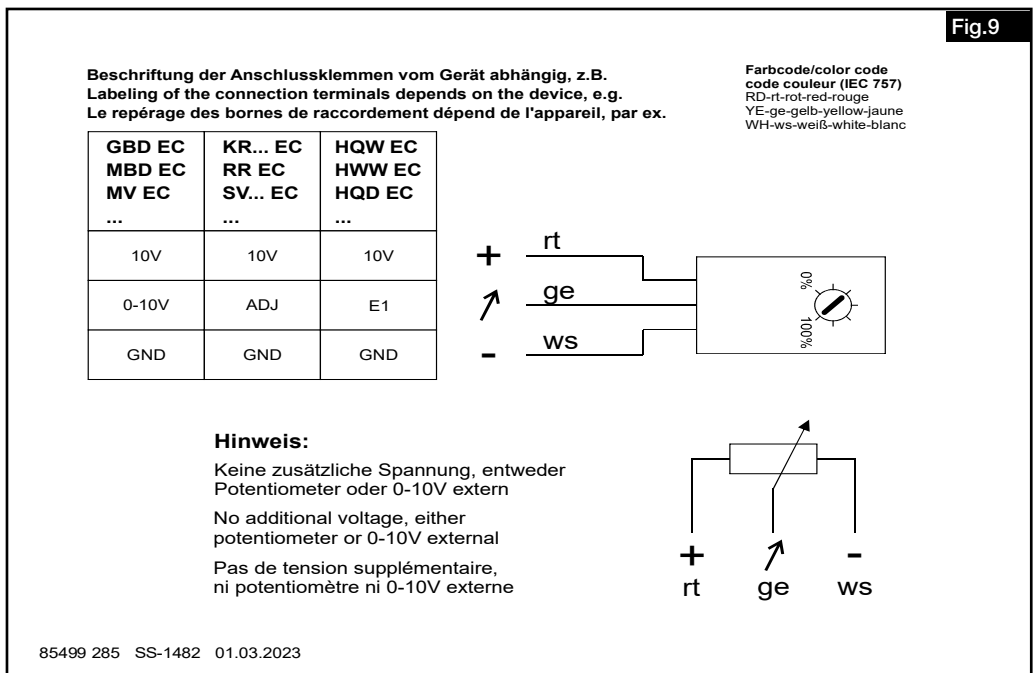 Fig.9
Beschriftung der Anschlussklemmen vom Gerät abhängig, z.B.
Labeling of the connection terminals depends on the device, e.g.
Le repérage des bornes de raccordement dépend de l'appareil, par ex.
Farbcode/color code
code couleur (IEC 757)
RD-rt-rot-red-rouge
YE-ge-gelb-yellow-jaune
WH-ws-weiß-white-blanc
GBD EC KR... EC HQW EC
MBD EC RR EC HWW EC
MV EC SV... EC HQD EC
... ... ...
10V 10V 10V
0-10V ADJ E1
GND GND GND
+ rt
ge
- ws
0%
100%
Hinweis:
Keine zusätzliche Spannung, entweder
Potentiometer oder 0-10V extern
No additional voltage, either
potentiometer or 0-10V external
Pas de tension supplémentaire,
ni potentiomètre ni 0-10V externe
+ -
rt ge ws
85499 285 SS-1482 01.03.2023